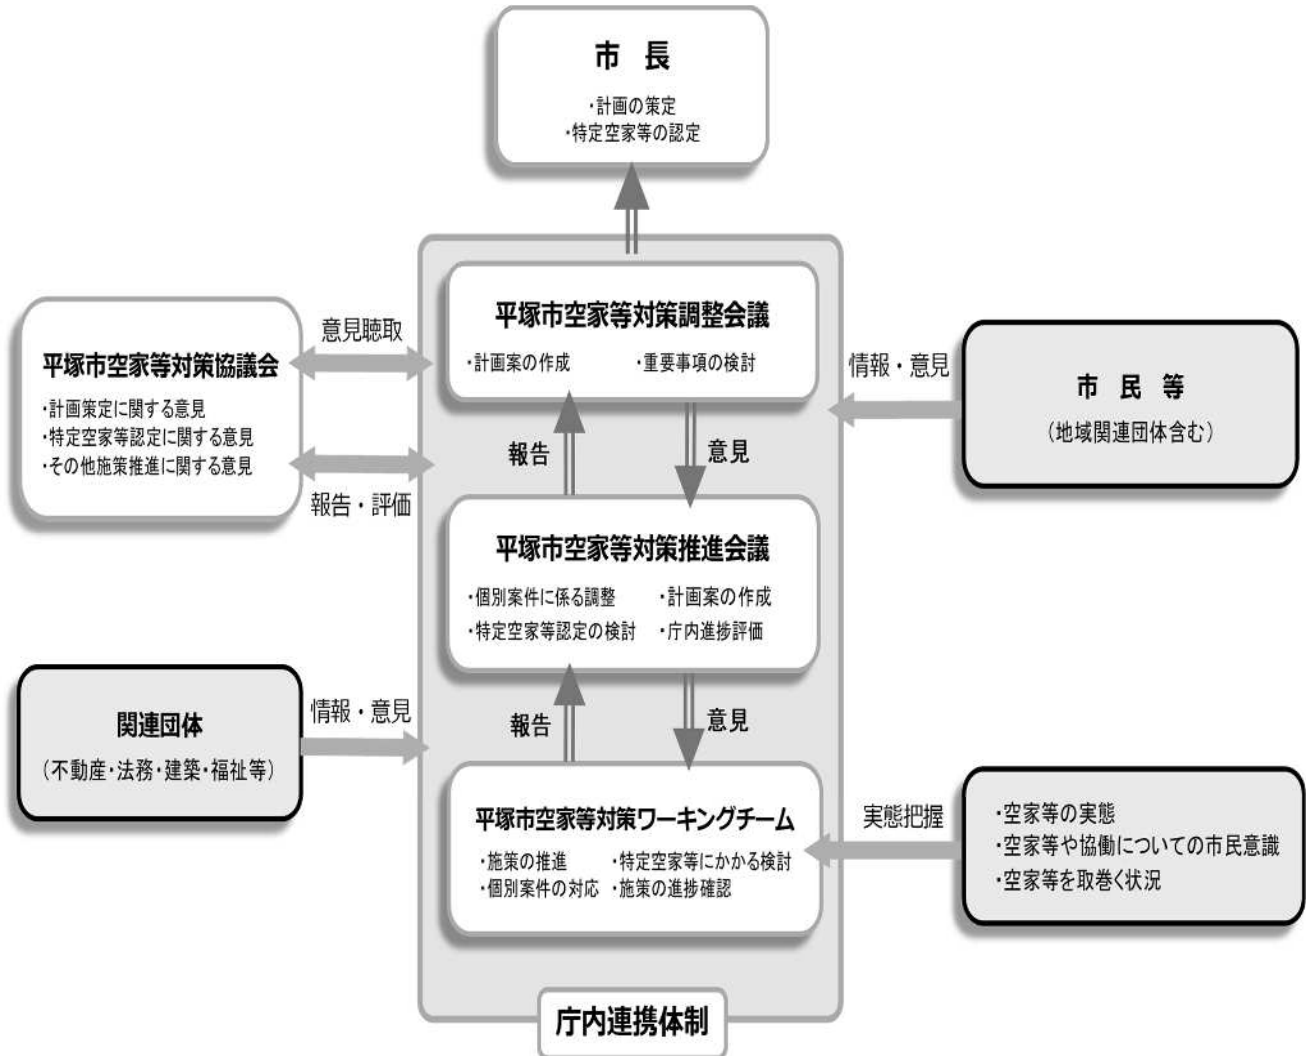 市　長
・計画の策定
・特定空家等の認定
平塚市空家等対策調整会議
・計画案の作成
・重要事項の検討
意見聴取
平塚市空家等対策協議会
・計画策定に関する意見
・特定空家等認定に関する意見
・その他施策推進に関する意見
報告・評価
情報・意見
市　民　等
（地域関連団体含む）
報告
意見
平塚市空家等対策推進会議
・個別案件に係る調整
・計画案の作成
・特定空家等認定の検討
・庁内進捗評価
関連団体
（不動産・法務・建築・福祉等）
情報・意見
報告
意見
平塚市空家等対策ワーキングチーム
・施策の推進
・特定空家等にかかる検討
・個別案件の対応
・施策の進捗確認
実態把握
・空家等の実態
・空家等や協働についての市民意識
・空家等を取巻く状況
庁内連携体制